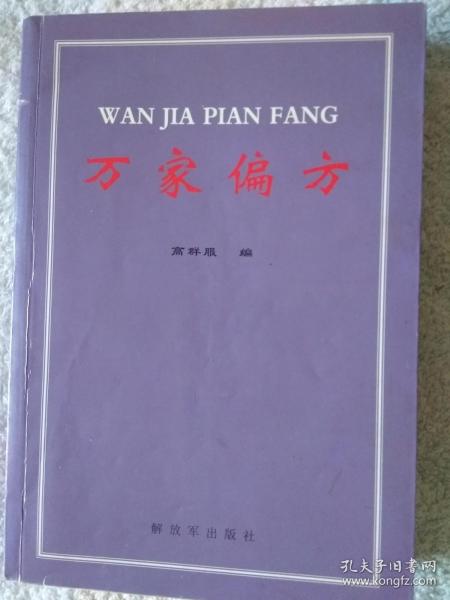 WAN JIA PIAN FANG
万家偏方
高群服 编
解放军出版社
孔夫子旧书网
www.kongfz.com